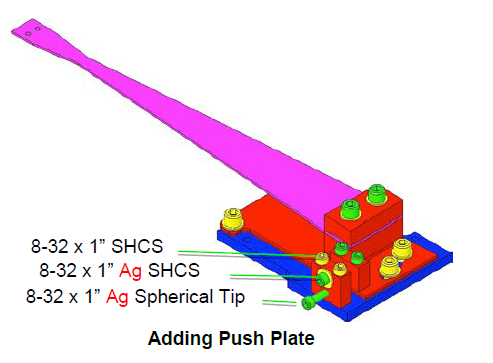 8-32 x 1” SHCS
8-32 x 1” Ag SHCS
8-32 x 1” Ag Spherical Tip
Adding Push Plate